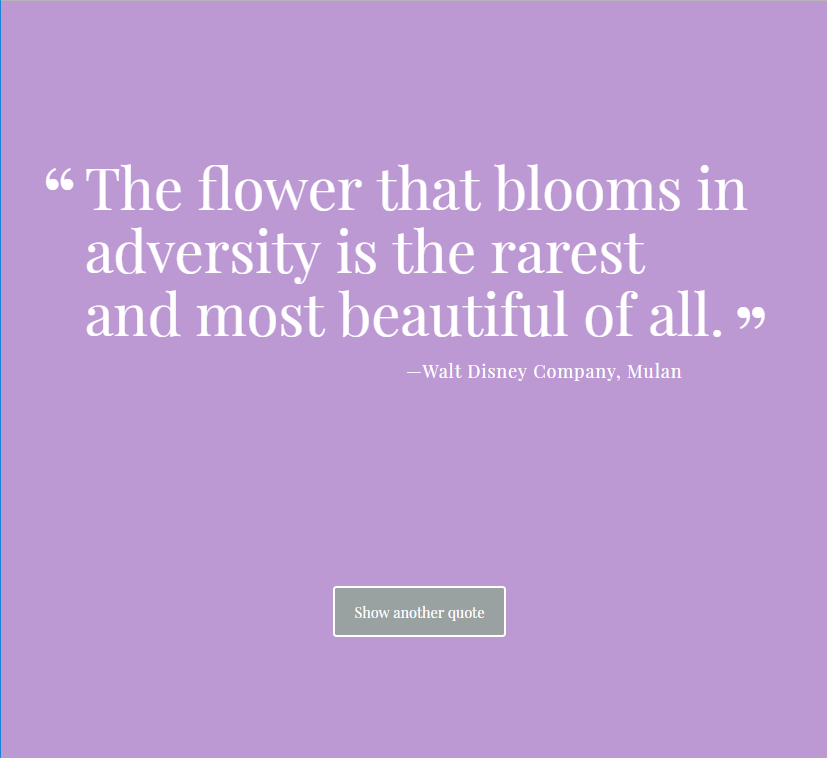 “ The flower that blooms in
adversity is the rarest
and most beautiful of all. ”
—Walt Disney Company, Mulan
Show another quote